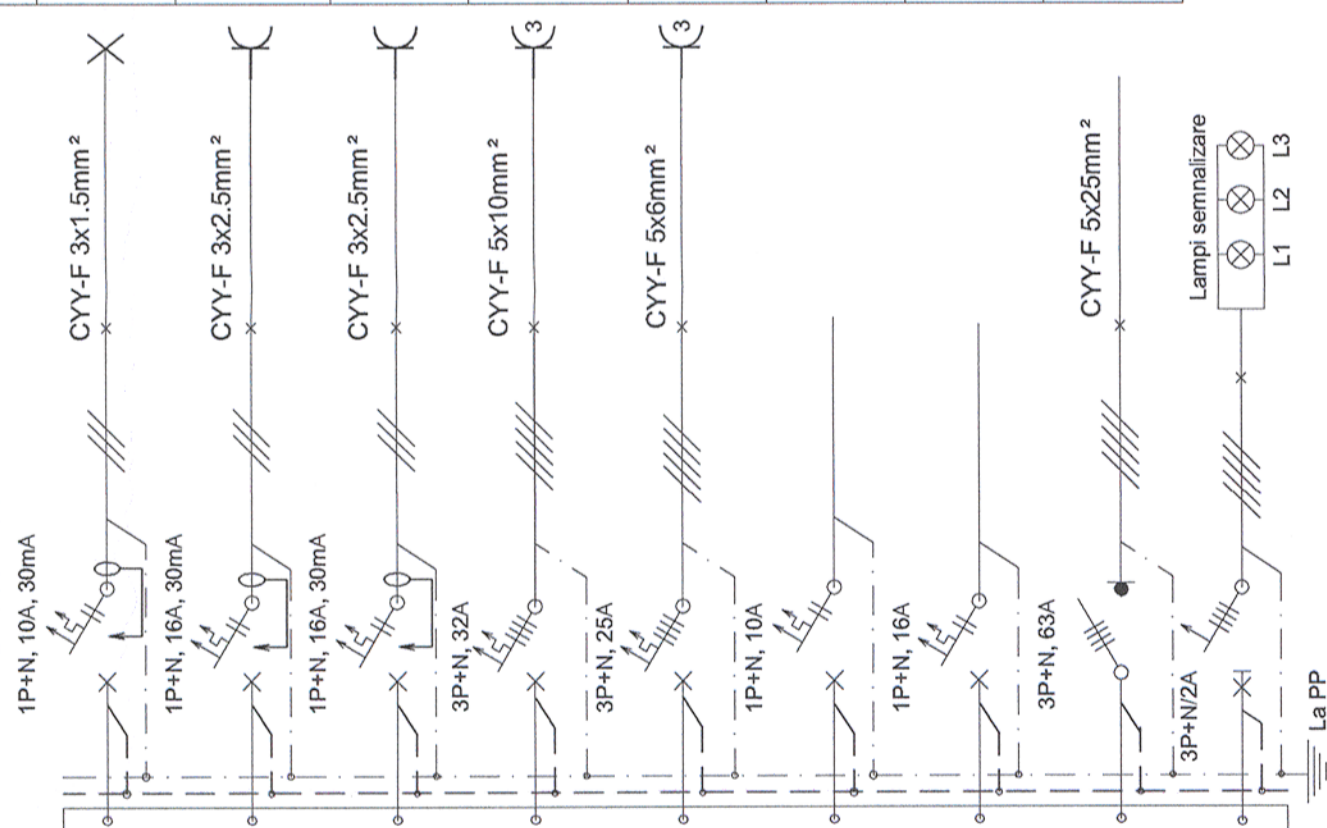 1P+N, 10A, 30mA
CYY-F 3x1.5mm²
1P+N, 16A, 30mA
CYY-F 3x2.5mm²
1P+N, 16A, 30mA
CYY-F 3x2.5mm²
3P+N, 32A
CYY-F 5x10mm²
3
3P+N, 25A
CYY-F 5x6mm²
3
1P+N, 10A
1P+N, 16A
3P+N, 63A
CYY-F 5x25mm²
3P+N/2A
Lampi semnalizare
L1 L2 L3
La PP